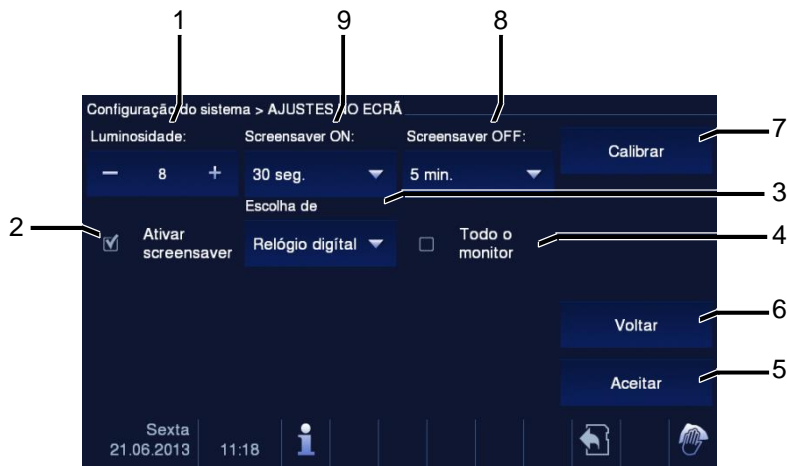 1 9 8
Configuração do sistema > AJUSTES NO ECRÃ
Luminosidade: Screensaver ON: Screensaver OFF:
Calibrar
7
− 8 + 30 seg. 5 min.
3
Escolha de
2
Ativar screensaver
Relógio digítal
Todo o monitor
4
Voltar
6
Aceitar
5
Sexta
21.06.2013 11:18